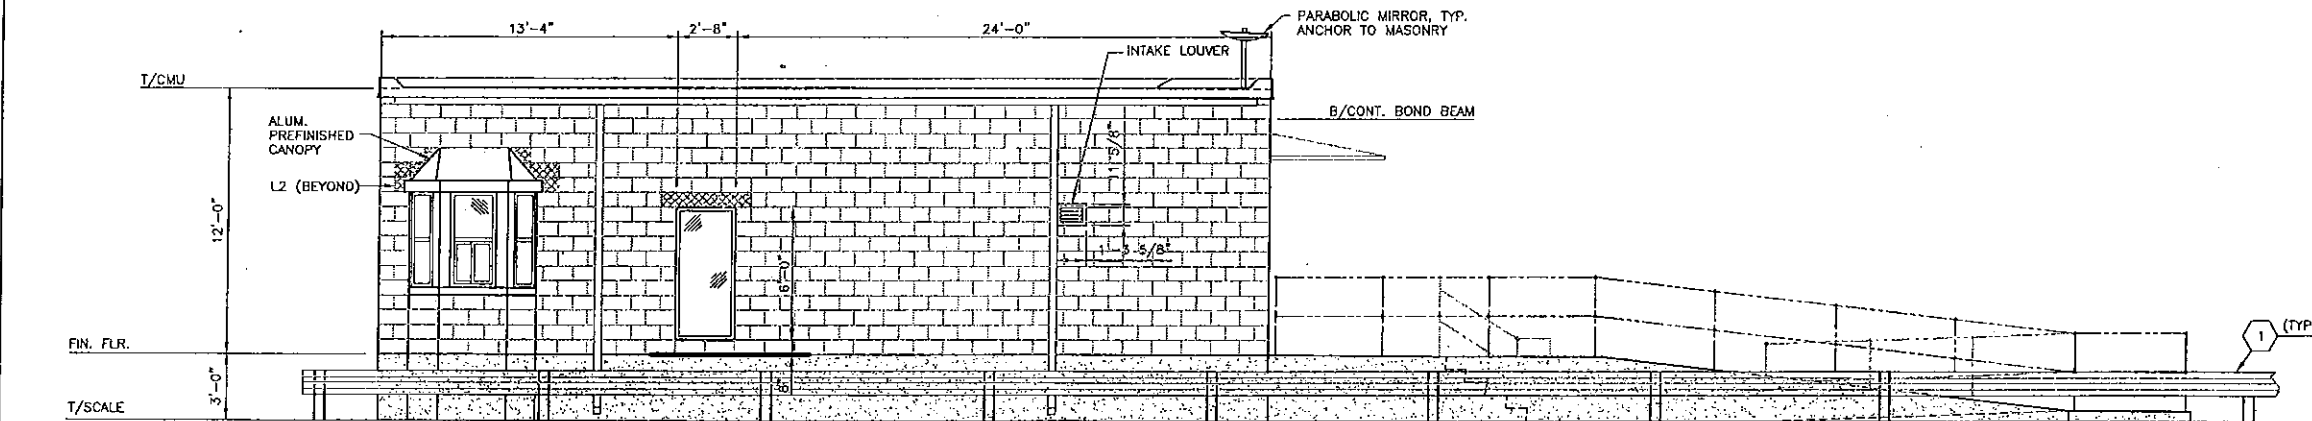 13'-4"
2'-8"
24'-0"
PARABOLIC MIRROR, TYP.
ANCHOR TO MASONRY
INTAKE LOUVER
T/CMU
B/CONT. BOND BEAM
ALUM.
PREFINISHED
CANOPY
L2 (BEYOND)
11-5/8"
12'-0"
1'-3-5/8"
6'-0"
FIN. FLR.
1
(TYP
8"
3'-0"
T/SCALE